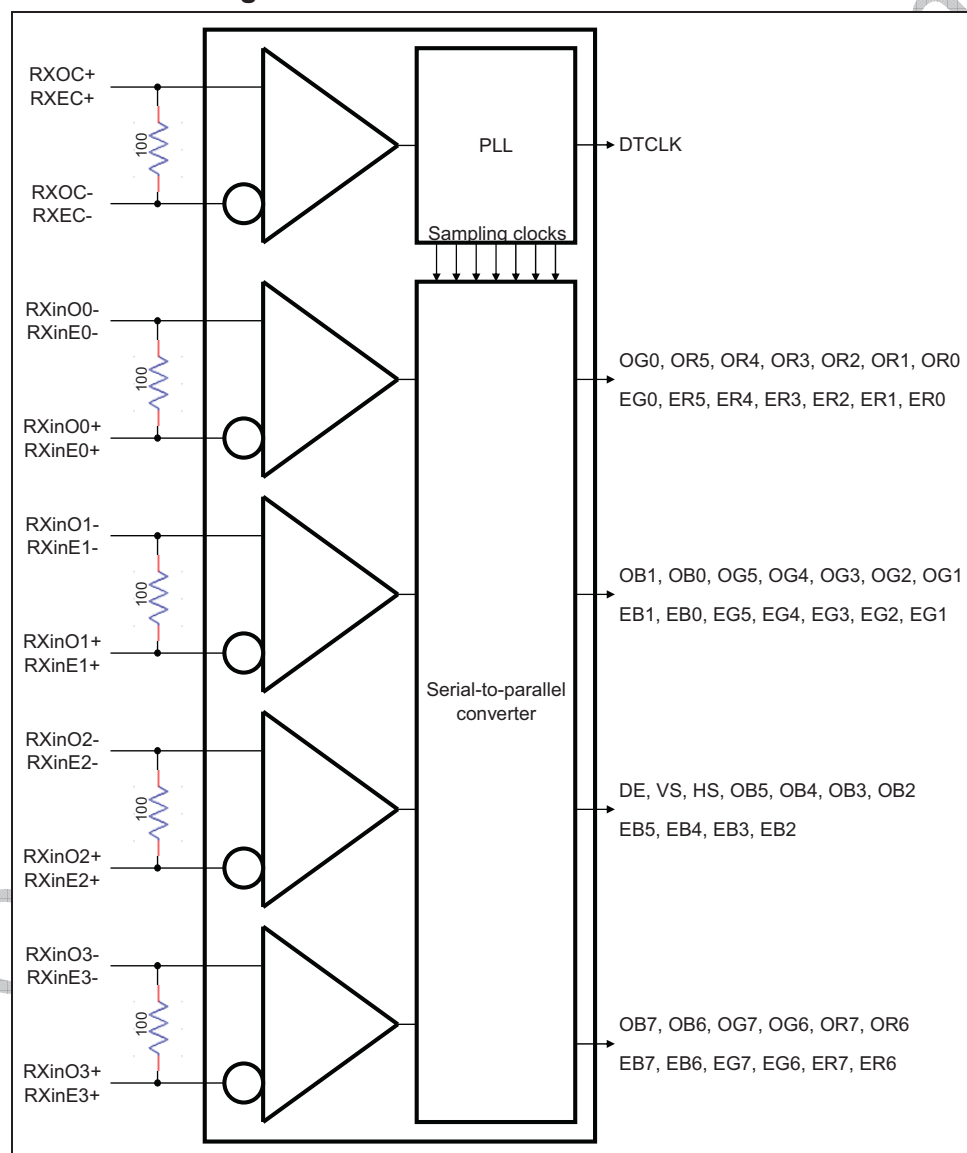 RXOC+
RXEC+
100
RXOC-
RXEC-
PLL
DTCLK
Sampling clocks
RXinO0-
RXinE0-
100
RXinO0+
RXinE0+
OG0, OR5, OR4, OR3, OR2, OR1, OR0
EG0, ER5, ER4, ER3, ER2, ER1, ER0
RXinO1-
RXinE1-
100
RXinO1+
RXinE1+
OB1, OB0, OG5, OG4, OG3, OG2, OG1
EB1, EB0, EG5, EG4, EG3, EG2, EG1
Serial-to-parallel
converter
RXinO2-
RXinE2-
100
RXinO2+
RXinE2+
DE, VS, HS, OB5, OB4, OB3, OB2
EB5, EB4, EB3, EB2
RXinO3-
RXinE3-
100
RXinO3+
RXinE3+
OB7, OB6, OG7, OG6, OR7, OR6
EB7, EB6, EG7, EG6, ER7, ER6